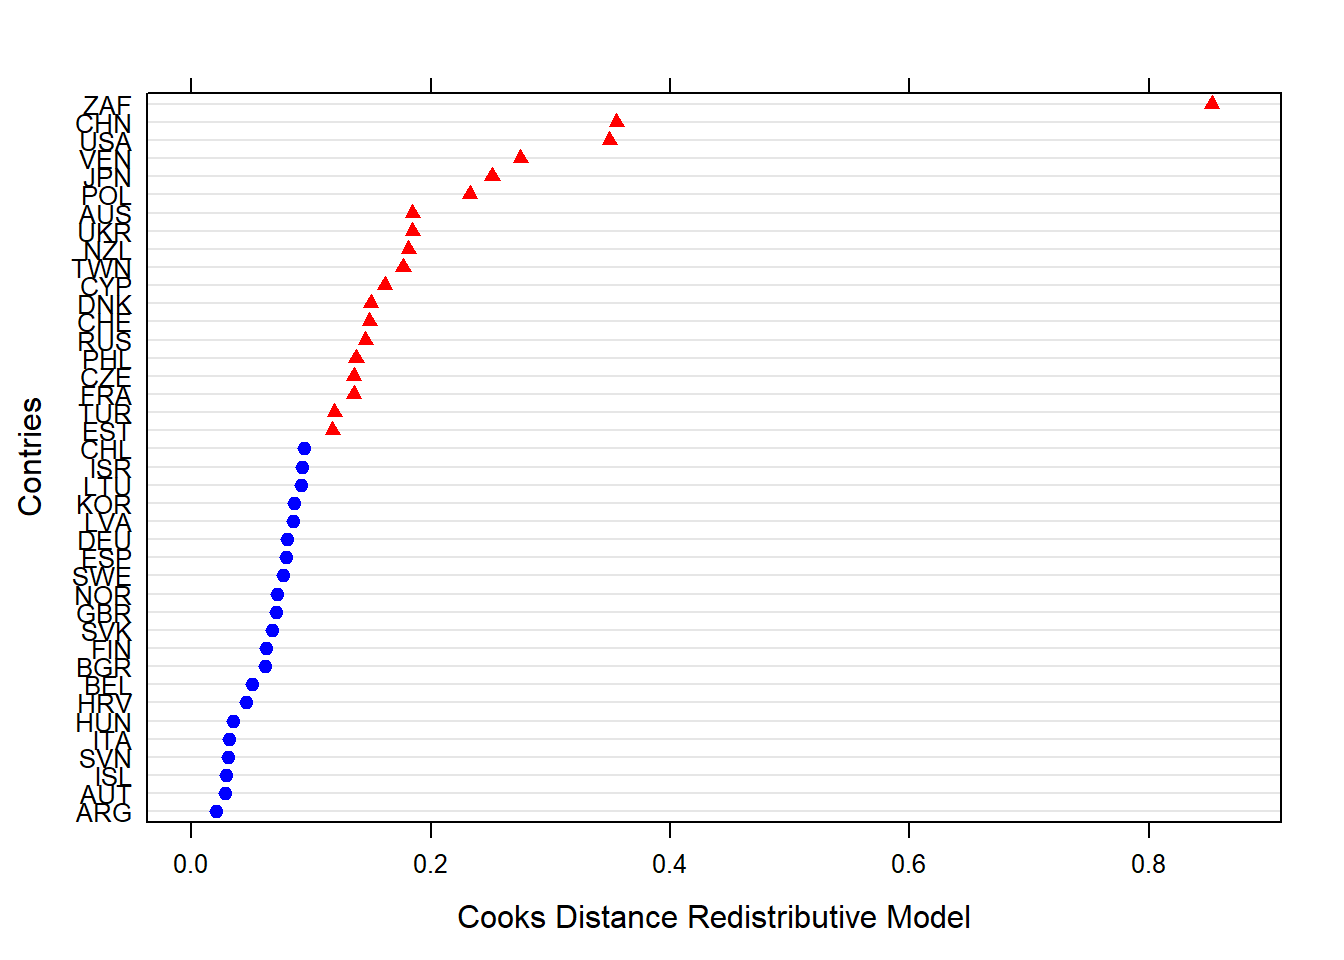 ZAF
CHN
USA
VEN
JPN
POL
AUS
UKR
NZL
TWN
CYP
DNK
CHE
RUS
PHL
CZE
FRA
TUR
EST
CHL
ISR
LTU
KOR
LVA
DEU
ESP
SWE
NOR
GBR
SVK
FIN
BGR
BEL
HRV
HUN
ITA
SVN
ISL
AUT
ARG
Contries
0.0 0.2 0.4 0.6 0.8
Cooks Distance Redistributive Model